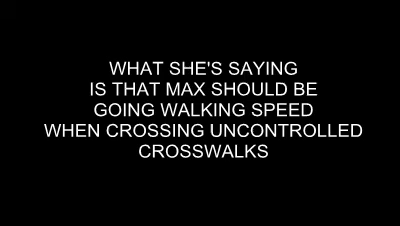 WHAT SHE'S SAYING
IS THAT MAX SHOULD BE
GOING WALKING SPEED
WHEN CROSSING UNCONTROLLED
CROSSWALKS